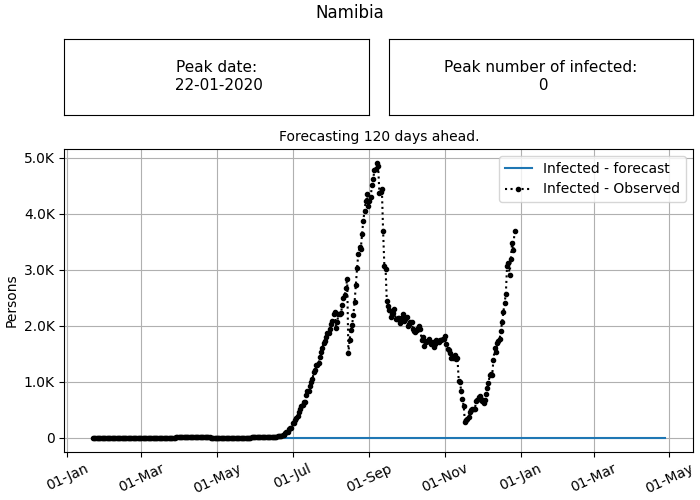 Namibia
Peak date:
22-01-2020
Peak number of infected:
0
Forecasting 120 days ahead.
Infected - forecast
Infected - Observed
5.0K
4.0K
3.0K
2.0K
1.0K
0
Persons
01-Jan
01-Mar
01-May
01-Jul
01-Sep
01-Nov
01-Jan
01-Mar
01-May